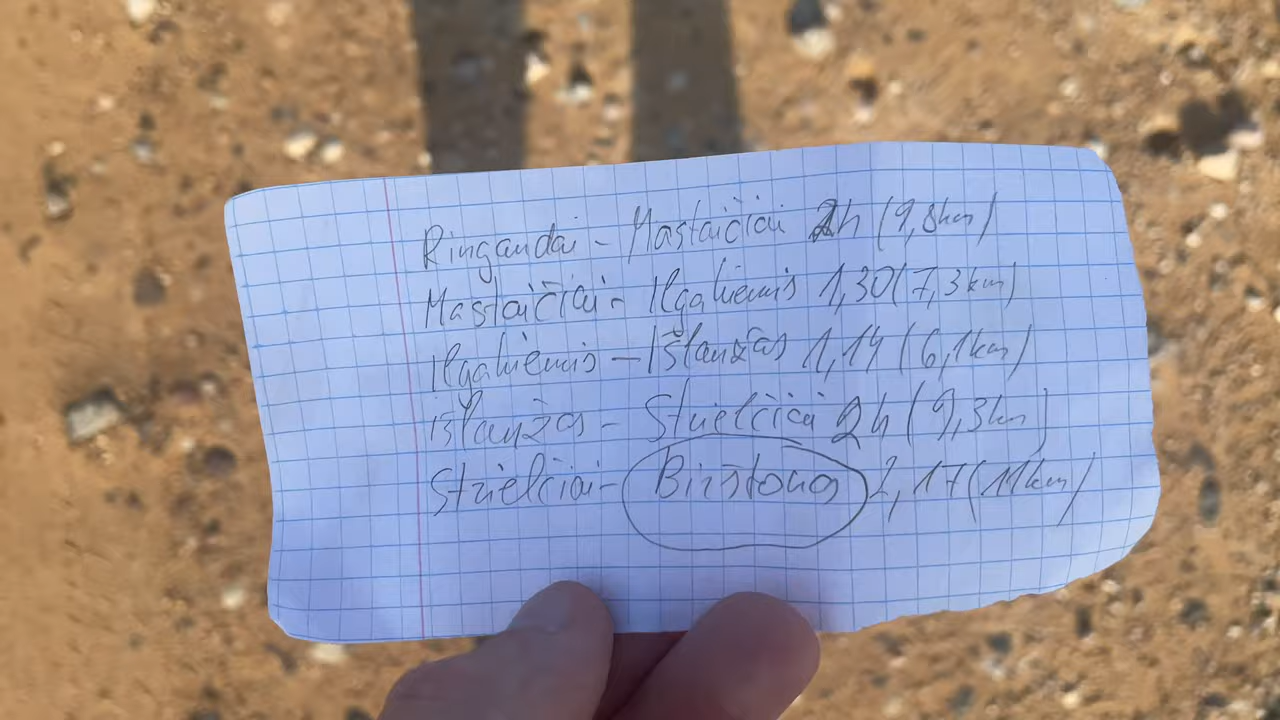 Ringaudai - Mastaičiai 2h (9,8km)
Mastaičiai - Ilgakiemis 1,30 (7,3km)
Ilgakiemis - Išlaužas 1,14 (6,1km)
išlaužas - Strielčiai 2h (9,3km)
Strielčiai - Birštonas 2,17 (11km)